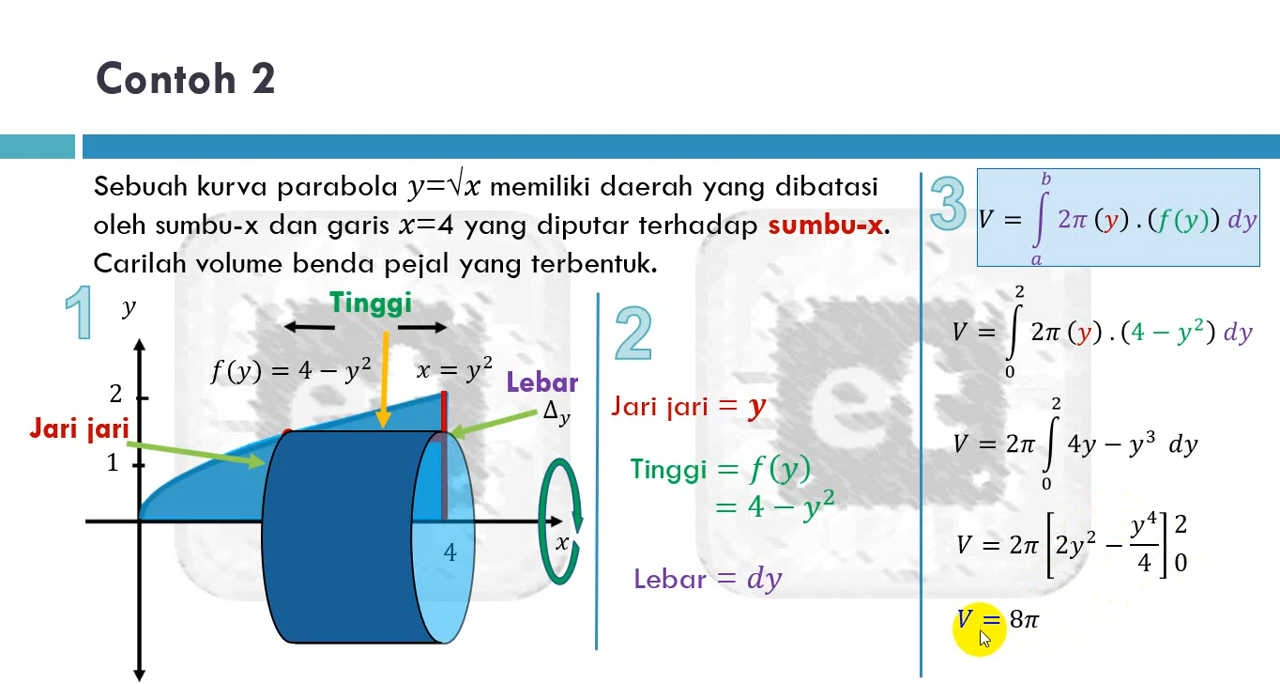 Contoh 2
Sebuah kurva parabola y=√x memiliki daerah yang dibatasi
oleh sumbu-x dan garis x=4 yang diputar terhadap sumbu-x.
Carilah volume benda pejal yang terbentuk.
1
y
Tinggi
f(y) = 4 − y²
x = y²
Lebar
Δy
2
Jari jari
1
4
x
2
Jari jari = y
Tinggi = f(y)
= 4 − y²
Lebar = dy
3
V = ∫ₐᵇ 2π (y) . (f(y)) dy
V = ∫₀² 2π (y) . (4 − y²) dy
V = 2π ∫₀² 4y − y³ dy
V = 2π [2y² − y⁴/4] 2 0
V = 8π
et